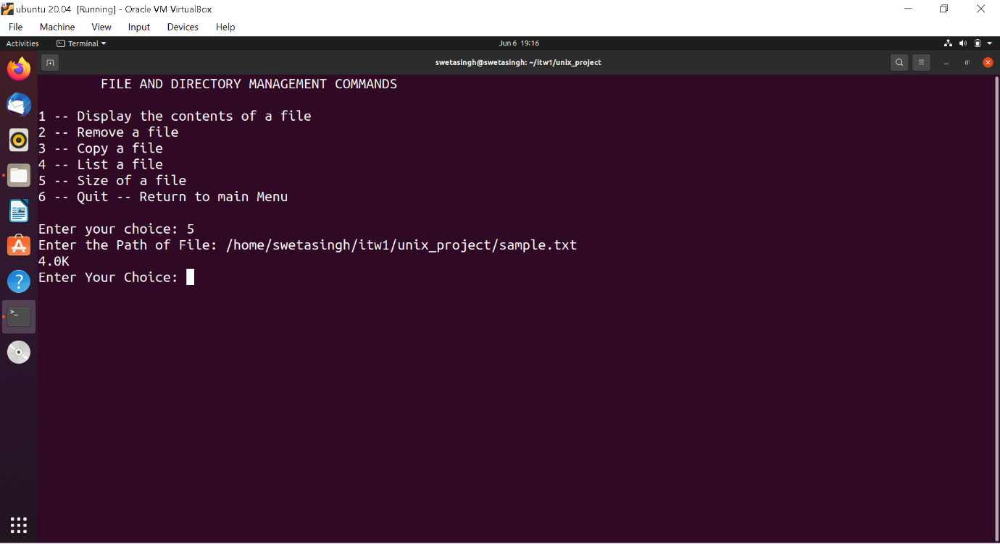 ubuntu 20.04 [Running] - Oracle VM VirtualBox
File Machine View Input Devices Help
Activities Terminal Jun 6 19:16
swetasingh@swetasingh: ~/itw1/unix_project
FILE AND DIRECTORY MANAGEMENT COMMANDS
1 -- Display the contents of a file
2 -- Remove a file
3 -- Copy a file
4 -- List a file
5 -- Size of a file
6 -- Quit -- Return to main Menu
Enter your choice: 5
Enter the Path of File: /home/swetasingh/itw1/unix_project/sample.txt
4.0K
Enter Your Choice: